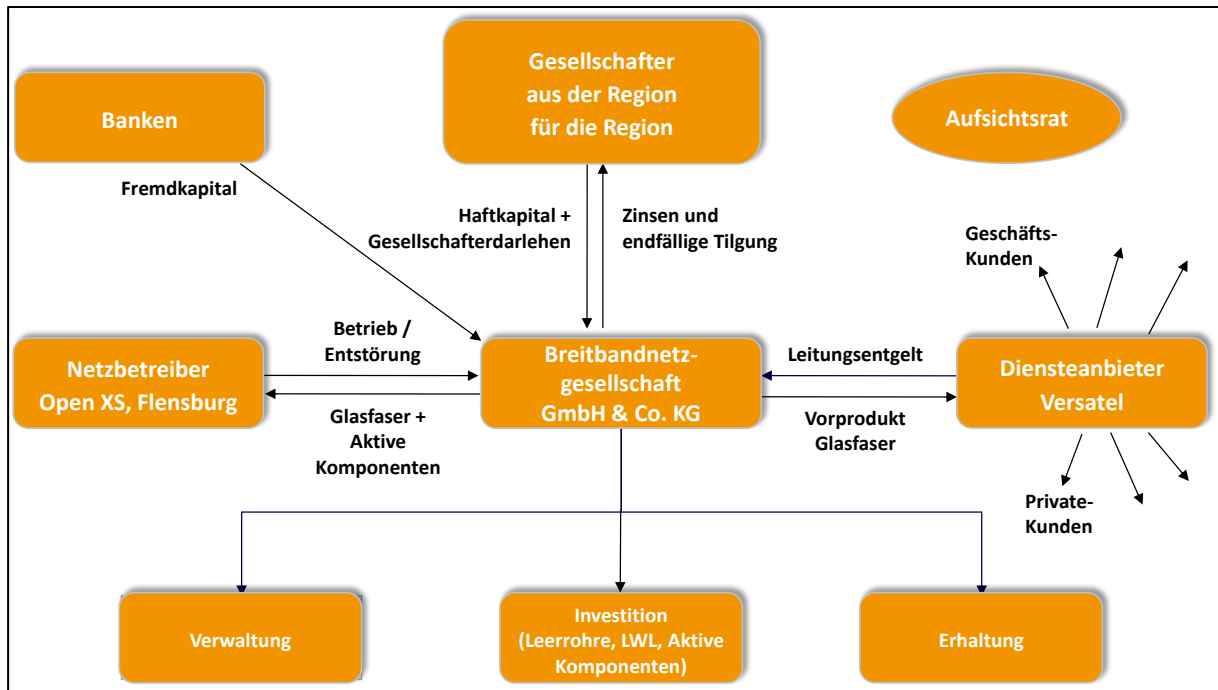 Gesellschafter
aus der Region
für die Region
Banken
Aufsichtsrat
Fremdkapital
Haftkapital +
Gesellschafterdarlehen
Zinsen und
endfällige Tilgung
Geschäfts-
Kunden
Betrieb /
Entstörung
Netzbetreiber
Open XS, Flensburg
Breitbandnetz-
gesellschaft
GmbH & Co. KG
Leitungsentgelt
Diensteanbieter
Versatel
Glasfaser +
Aktive
Komponenten
Vorprodukt
Glasfaser
Private-
Kunden
Verwaltung
Investition
(Leerrohre, LWL, Aktive
Komponenten)
Erhaltung